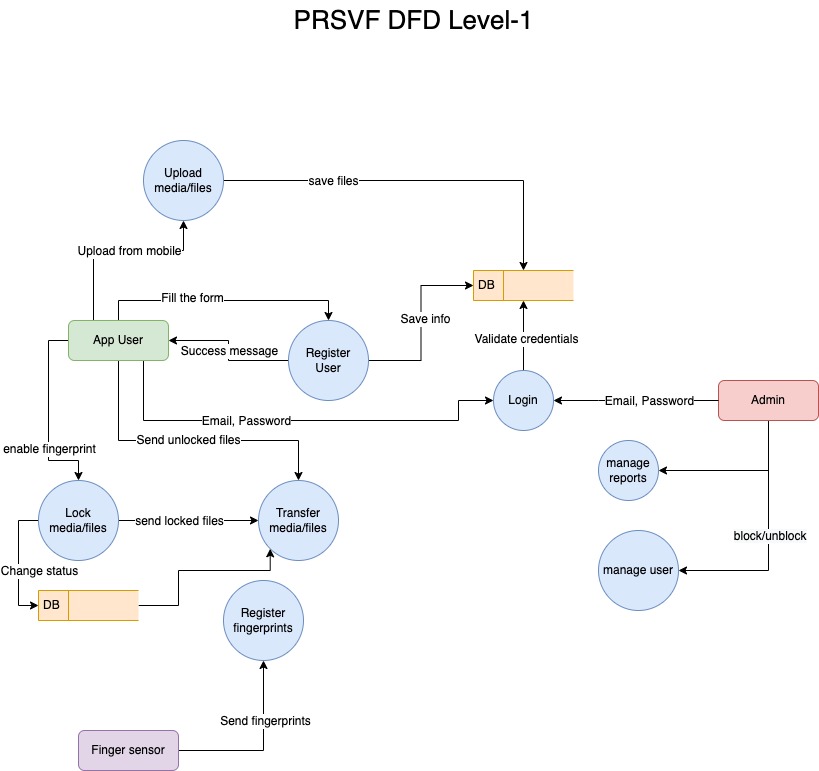 PRSVF DFD Level-1
Upload
media/files
save files
Upload from mobile
DB
Fill the form
Save info
App User
Success message
Register
User
Validate credentials
Login
Email, Password
Admin
Email, Password
Send unlocked files
enable fingerprint
manage
reports
Lock
media/files
send locked files
Transfer
media/files
block/unblock
Change status
manage user
DB
Register
fingerprints
Send fingerprints
Finger sensor